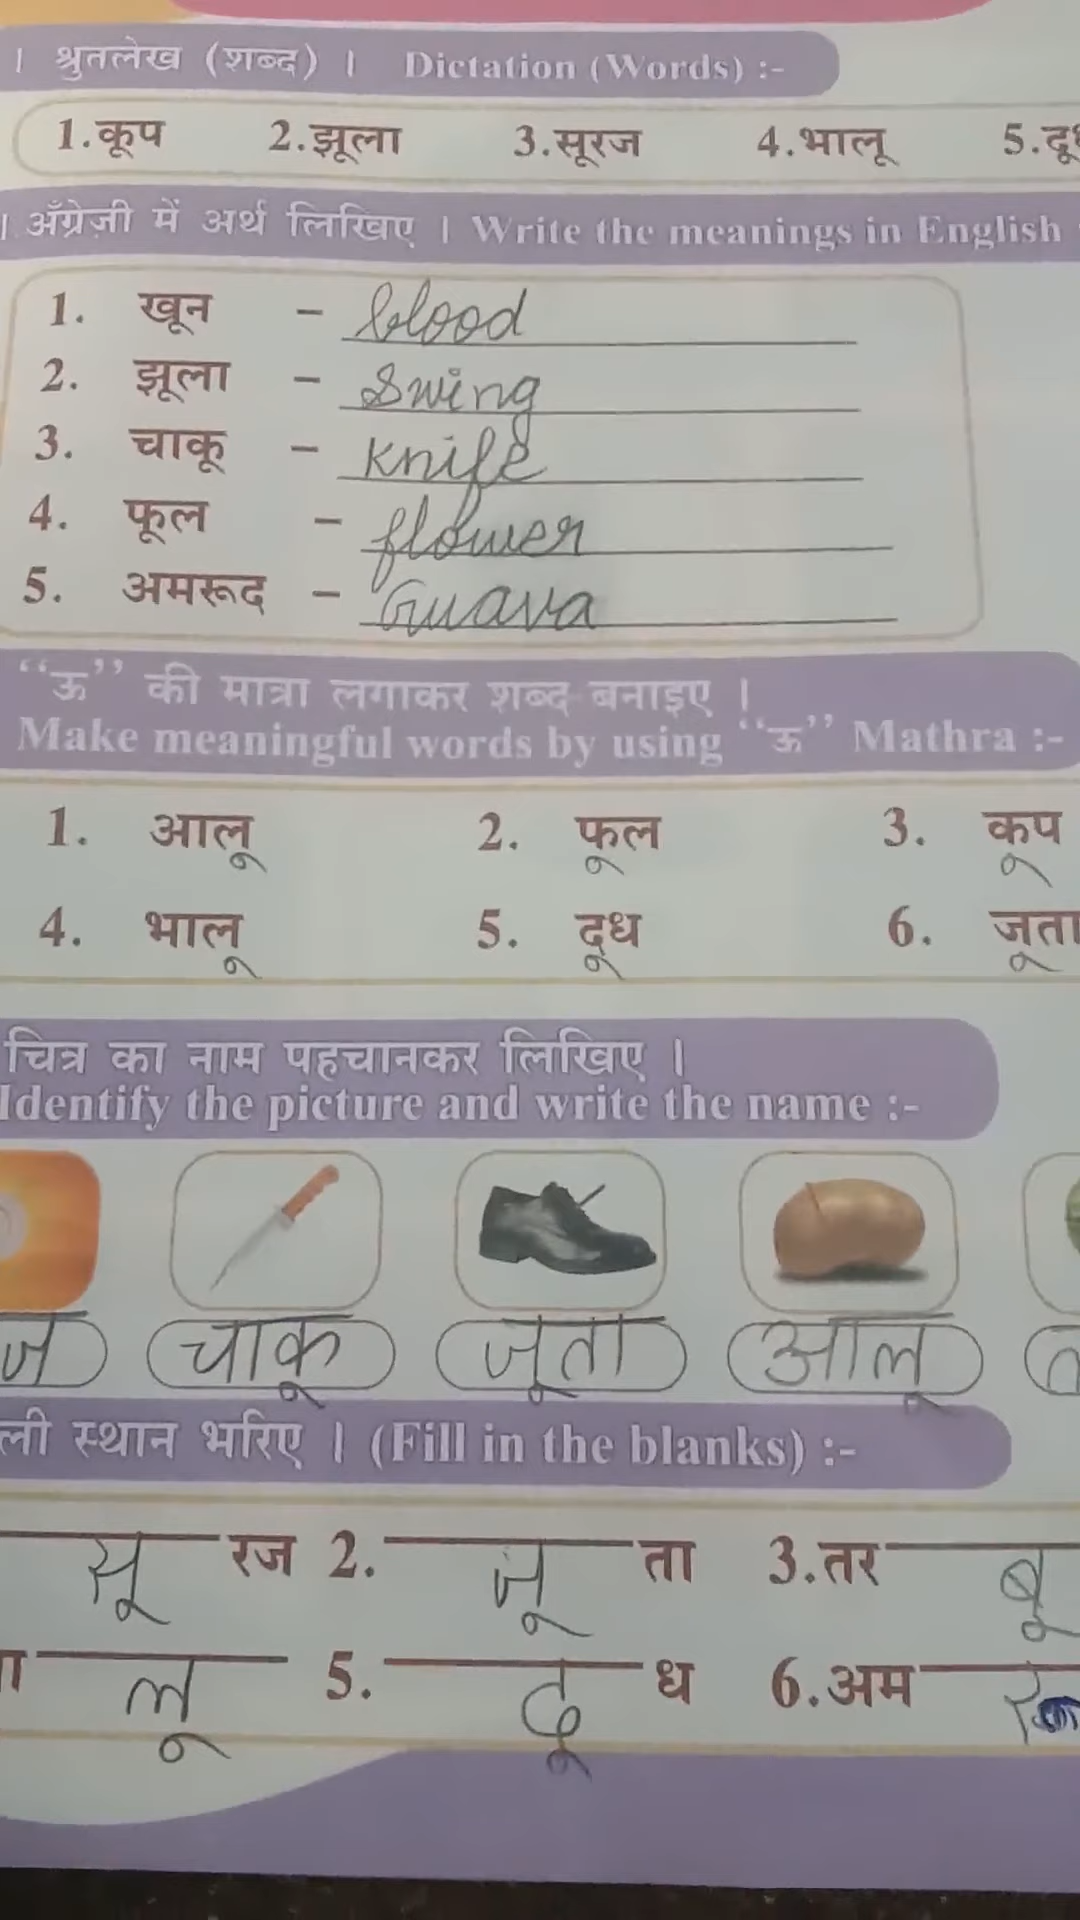 । श्रुतलेख (शब्द) । Dictation (Words) :-
1.कूप 2.झूला 3.सूरज 4.भालू 5.दूध
। अँग्रेज़ी में अर्थ लिखिए । Write the meanings in English
1. खून - blood
2. झूला - Swing
3. चाकू - Knife
4. फूल - flower
5. अमरूद - Guava
“ऊ” की मात्रा लगाकर शब्द बनाइए ।
Make meaningful words by using “ऊ” Mathra :-
1. आलू 2. फूल 3. कूप
4. भालू 5. दूध 6. जूता
चित्र का नाम पहचानकर लिखिए ।
Identify the picture and write the name :-
ज चाकू जूता आलू त
ली स्थान भरिए । (Fill in the blanks) :-
सू रज 2. जू ता 3.तर बू
लू 5. दू ध 6.अम